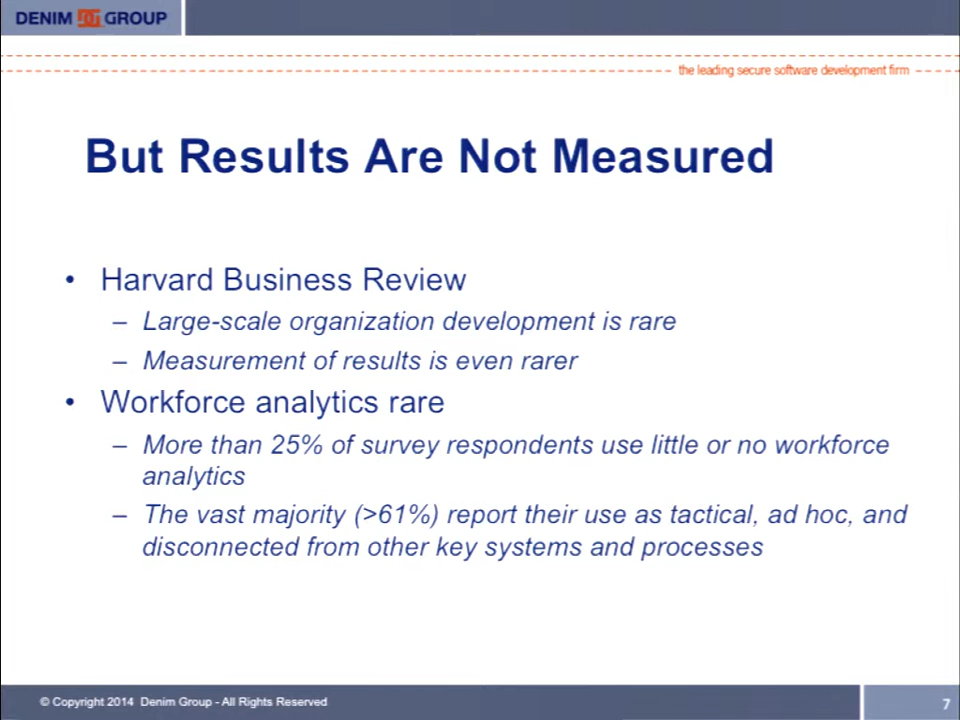 DENIM GROUP
the leading secure software development firm
But Results Are Not Measured
• Harvard Business Review
– Large-scale organization development is rare
– Measurement of results is even rarer
• Workforce analytics rare
– More than 25% of survey respondents use little or no workforce
analytics
– The vast majority (>61%) report their use as tactical, ad hoc, and
disconnected from other key systems and processes
© Copyright 2014 Denim Group - All Rights Reserved
7